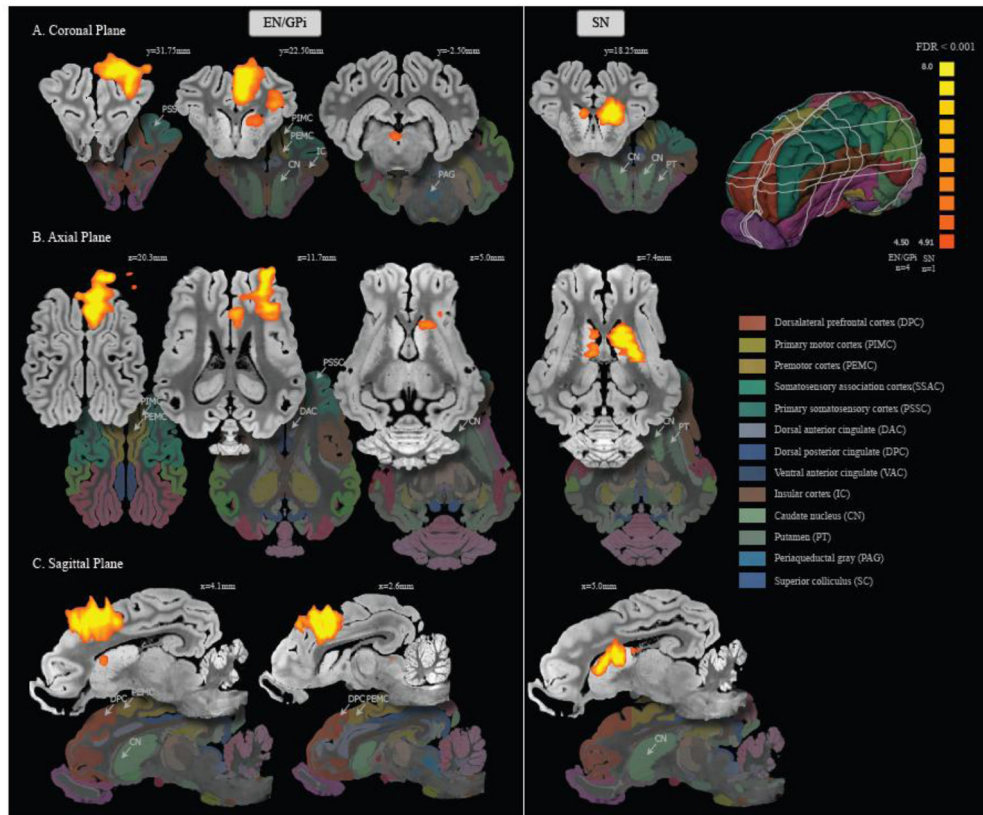 EN/GPi
SN
A. Coronal Plane
y=31.75mm
y=22.50mm
y=-2.50mm
y=18.25mm
FDR < 0.001
8.0
PSSC
PIMC
PEMC
IC
CN
PAG
CN
CN
PT
4.50 4.91
EN/GPi SN
n=4 n=1
B. Axial Plane
z=20.3mm
z=11.7mm
z=5.0mm
z=7.4mm
PIMC
PEMC
PSSC
DAC
CN
CN
PT
Dorsalateral prefrontal cortex (DPC)
Primary motor cortex (PIMC)
Premotor cortex (PEMC)
Somatosensory association cortex(SSAC)
Primary somatosensory cortex (PSSC)
Dorsal anterior cingulate (DAC)
Dorsal posterior cingulate (DPC)
Ventral anterior cingulate (VAC)
Insular cortex (IC)
Caudate nucleus (CN)
Putamen (PT)
Periaqueductal gray (PAG)
Superior colliculus (SC)
C. Sagittal Plane
x=4.1mm
x=2.6mm
x=5.0mm
DPC PEMC
CN
DPC PEMC
CN